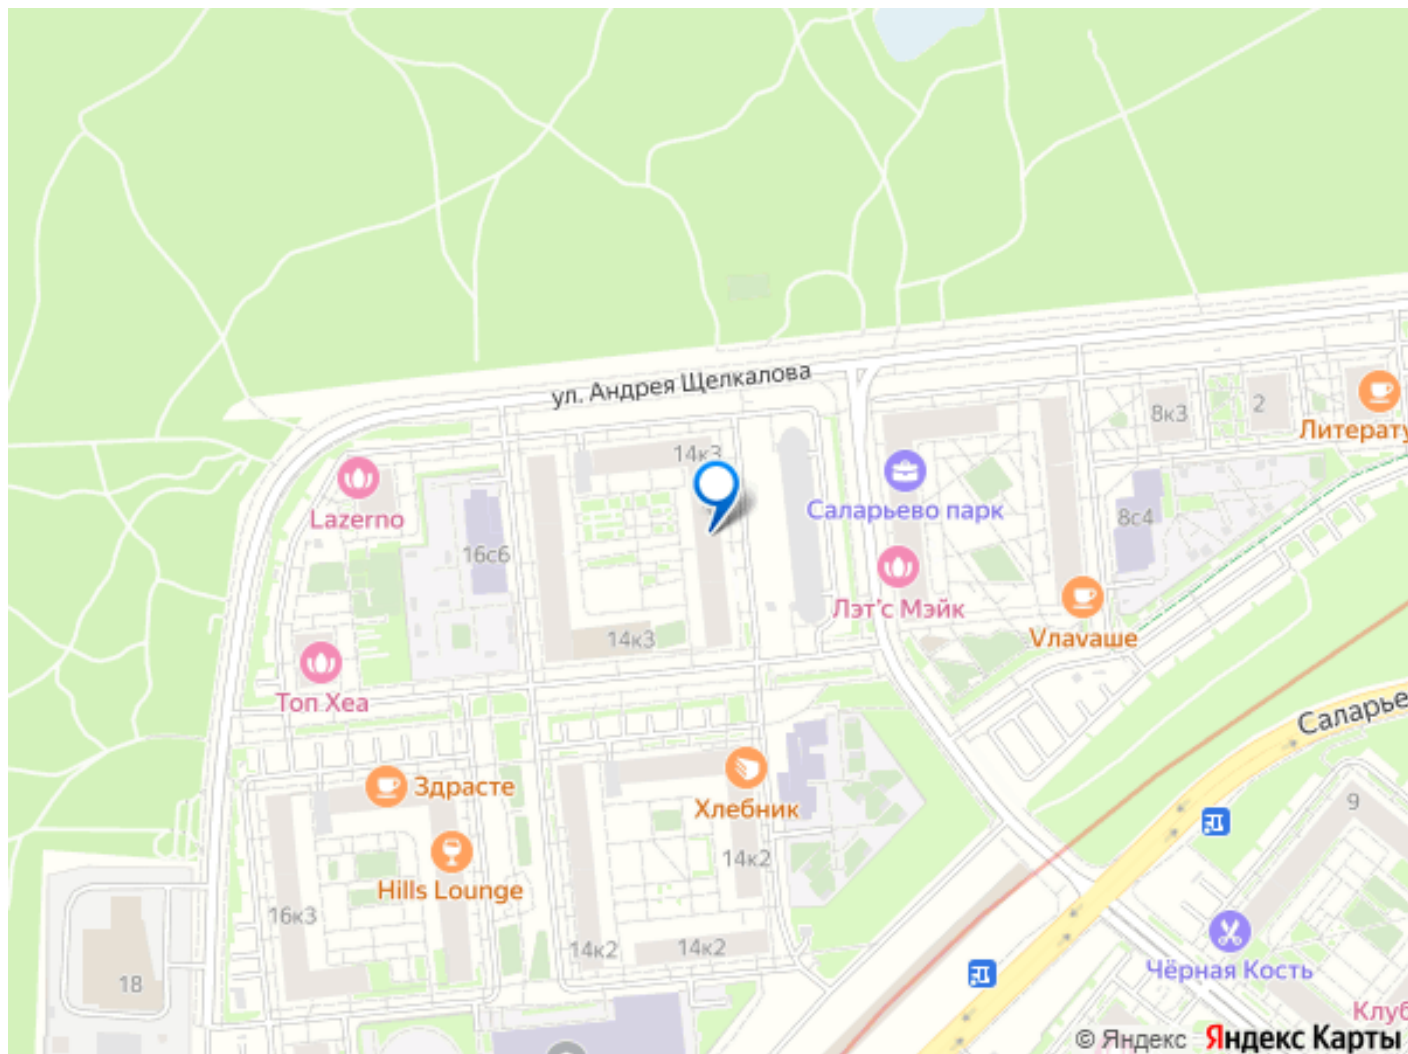 ул. Андрея Щелкалова
8к3
2
Литерату
14к3
Lazerno
Саларьево парк
8с4
16с6
Лэт'с Мэйк
Vлаvаше
14к3
Топ Хеа
Саларье
Здрасте
Хлебник
9
14к2
Hills Lounge
16к3
14к2
14к2
18
Чёрная Кость
Клуб
© Яндекс Яндекс Карты